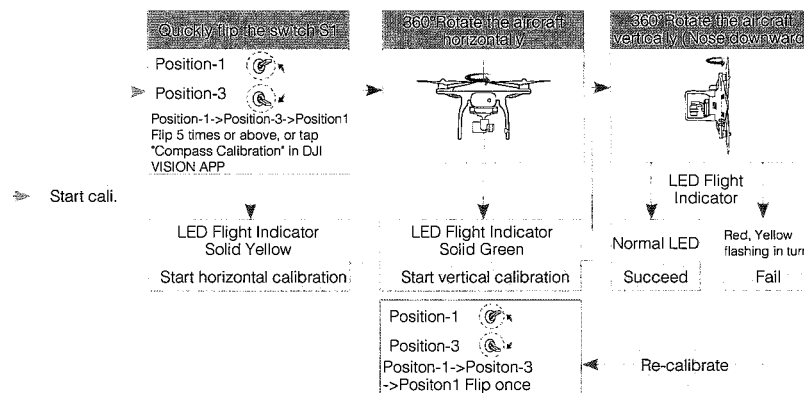 Quickly flip the switch S1
Position-1
Position-3
Position-1->Position-3->Position1
Flip 5 times or above, or tap
"Compass Calibration" in DJI
VISION APP
360°Rotate the aircraft
horizontally
360°Rotate the aircraft
vertically (Nose downward
Start cali.
LED Flight Indicator
Solid Yellow
Start horizontal calibration
LED Flight Indicator
Solid Green
Start vertical calibration
LED Flight
Indicator
Normal LED
Succeed
Red, Yellow
flashing in turn
Fail
Position-1
Position-3
Positon-1->Positon-3
->Positon1 Flip once
Re-calibrate